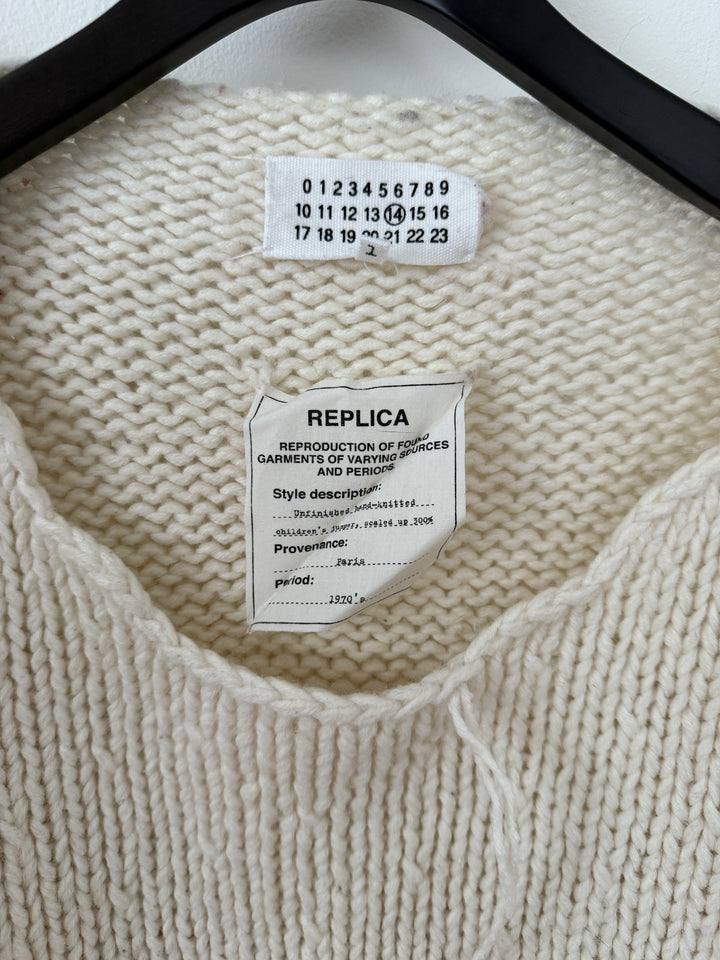 0 1 2 3 4 5 6 7 8 9
10 11 12 13 14 15 16
17 18 19 20 21 22 23
REPLICA
REPRODUCTION OF FOUND
GARMENTS OF VARYING SOURCES
AND PERIODS
Style description:
Unfinished hand-knitted
children's jumper, scaled up 300%
Provenance:
Paris
Period:
1970's